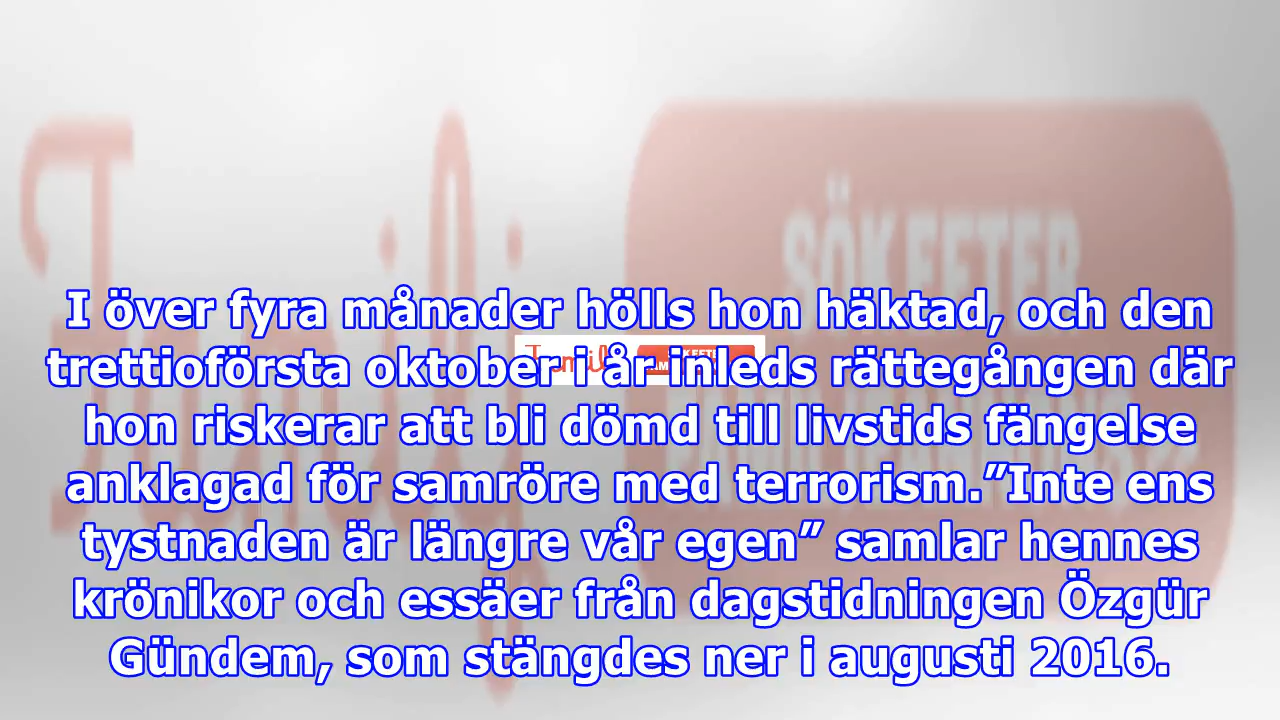 SÖK EFTER
I över fyra månader hölls hon häktad, och den
trettioförsta oktober i år inleds rättegången där
hon riskerar att bli dömd till livstids fängelse
anklagad för samröre med terrorism.”Inte ens
tystnaden är längre vår egen” samlar hennes
krönikor och essäer från dagstidningen Özgür
Gündem, som stängdes ner i augusti 2016.